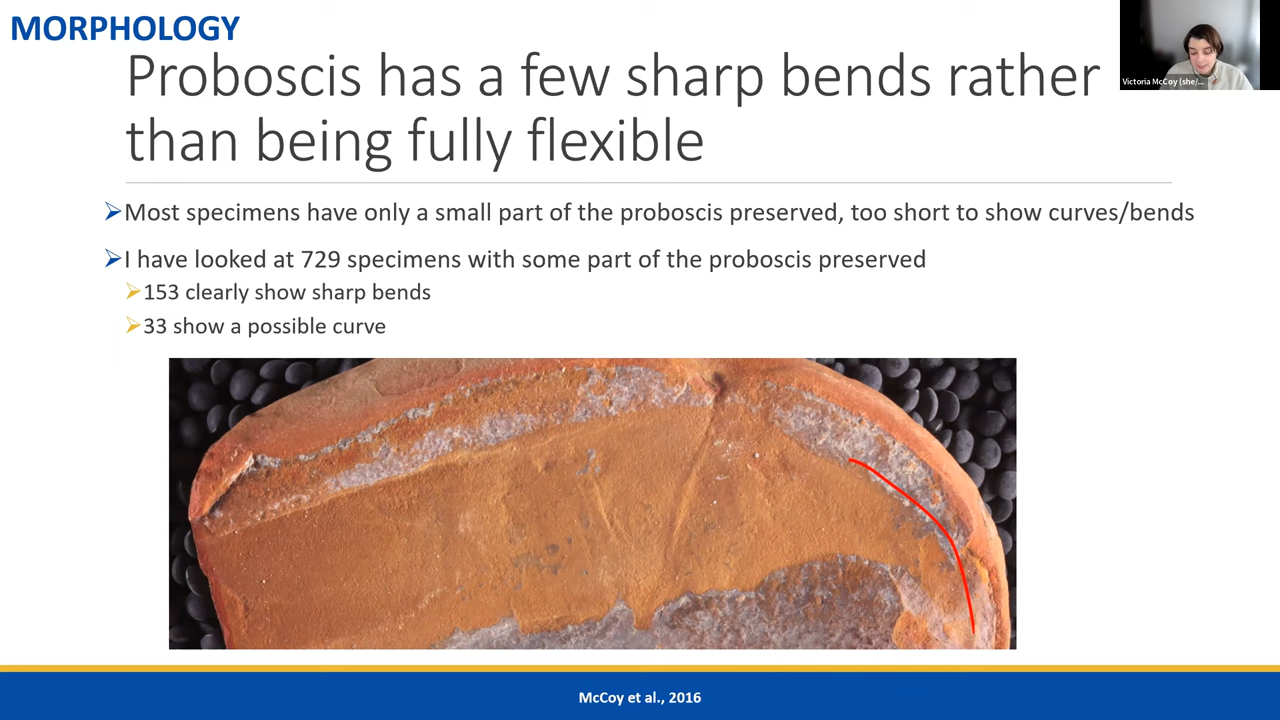 MORPHOLOGY
Proboscis has a few sharp bends rather
than being fully flexible
Victoria McCoy (she/...
Most specimens have only a small part of the proboscis preserved, too short to show curves/bends
I have looked at 729 specimens with some part of the proboscis preserved
153 clearly show sharp bends
33 show a possible curve
McCoy et al., 2016